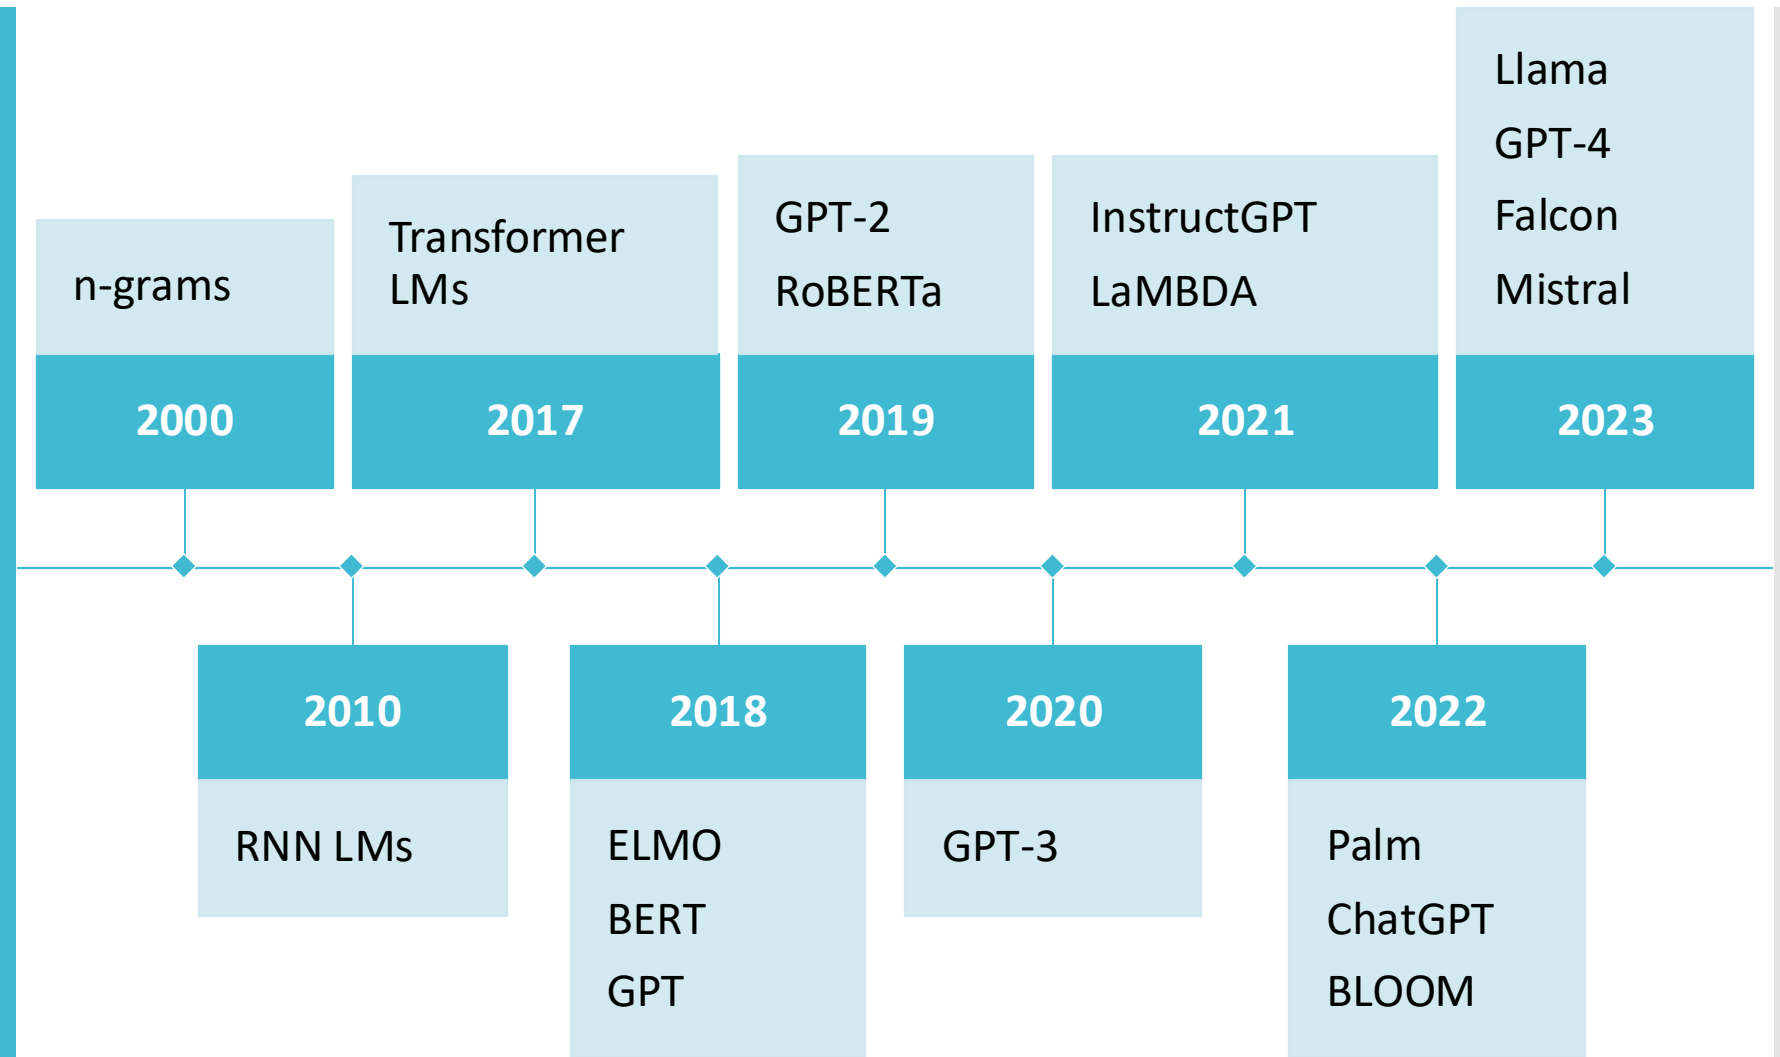 n-grams
2000
RNN LMs
2010
Transformer
LMs
2017
2018
ELMO
BERT
GPT
GPT-2
RoBERTa
2019
2020
GPT-3
InstructGPT
LaMBDA
2021
2022
Palm
ChatGPT
BLOOM
Llama
GPT-4
Falcon
Mistral
2023